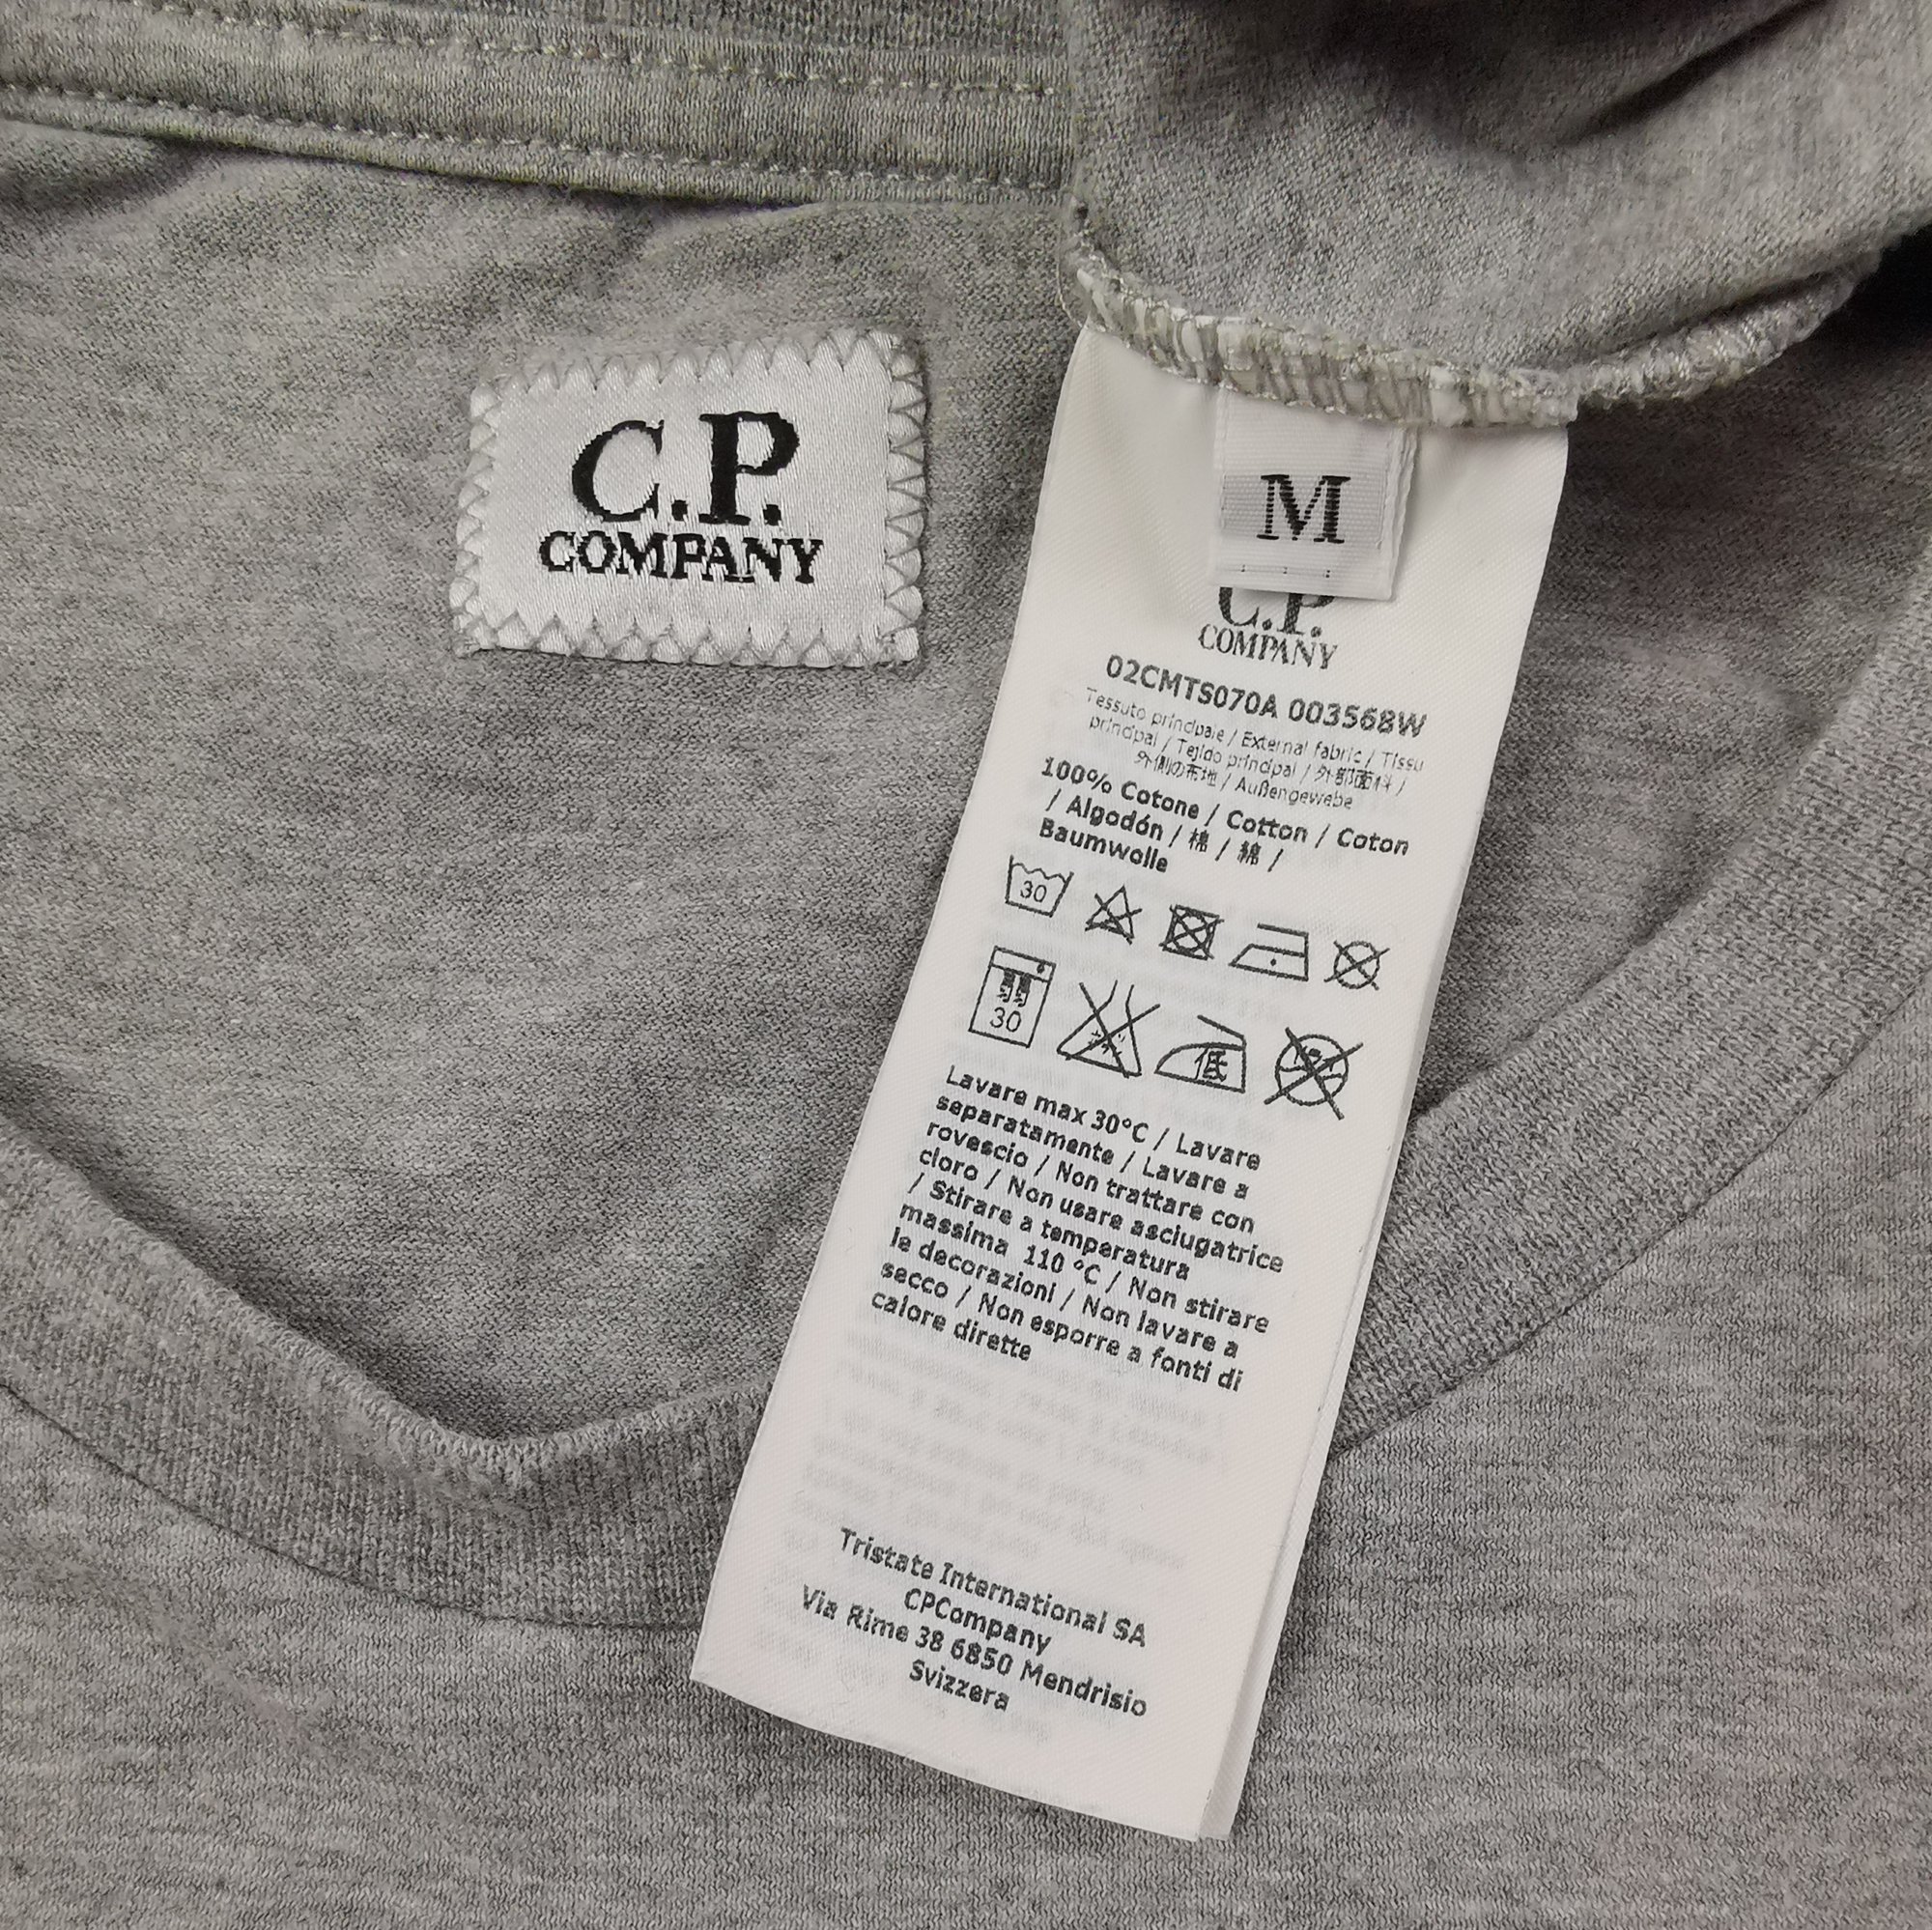 C.P.
COMPANY
M
C.P.
COMPANY
02CMTS070A 003568W
Tessuto principale / External fabric / Tissu
principal / Tejido principal / 外部面料 /
外側の布地 / Außengewebe
100% Cotone / Cotton / Coton
/ Algodón / 棉 / 綿 /
Baumwolle
30
30
低
Lavare max 30°C / Lavare
separatamente / Lavare a
rovescio / Non trattare con
cloro / Non usare asciugatrice
/ Stirare a temperatura
massima 110 °C / Non stirare
le decorazioni / Non lavare a
secco / Non esporre a fonti di
calore dirette
Tristate International SA
CPCompany
Via Rime 38 6850 Mendrisio
Svizzera